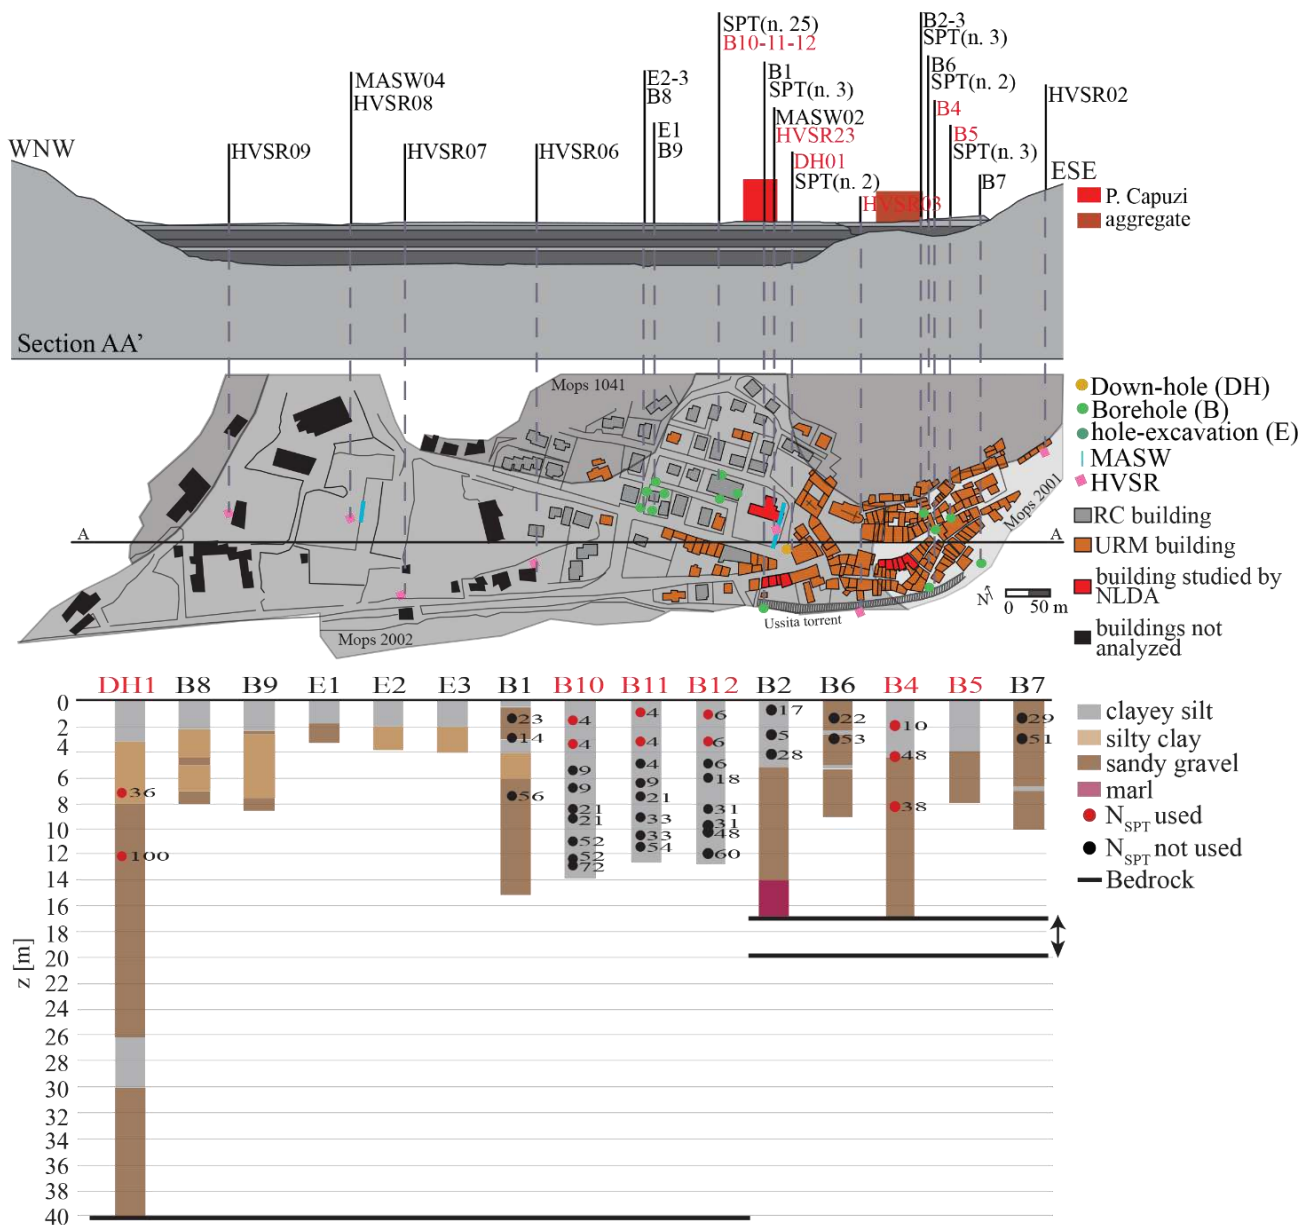 SPT(n. 25)
B10-11-12
B2-3
SPT(n. 3)
MASW04
HVSR08
E2-3
B8
B1
SPT(n. 3)
B6
SPT(n. 2)
HVSR02
MASW02
HVSR23
B4
E1
B9
B5
SPT(n. 3)
WNW
HVSR09
HVSR07
HVSR06
DH01
SPT(n. 2)
B7
ESE
HVSR03
P. Capuzi
aggregate
Section AA’
Mops 1041
Down-hole (DH)
Borehole (B)
hole-excavation (E)
MASW
HVSR
Mops 2001
RC building
A
A
URM building
building studied by
NLDA
N
0 50 m
Ussita torrent
Mops 2002
buildings not
analyzed
DH1 B8 B9 E1 E2 E3 B1 B10 B11 B12 B2 B6 B4 B5 B7
0
2
4
6
8
10
12
14
16
18
20
22
24
26
28
30
32
34
36
38
40
z [m]
36
100
23
14
56
4
4
9
9
21
21
52
52
72
4
4
4
9
21
33
33
54
6
6
6
18
31
31
48
60
17
5
28
22
53
10
48
38
29
51
clayey silt
silty clay
sandy gravel
marl
NSPT used
NSPT not used
Bedrock